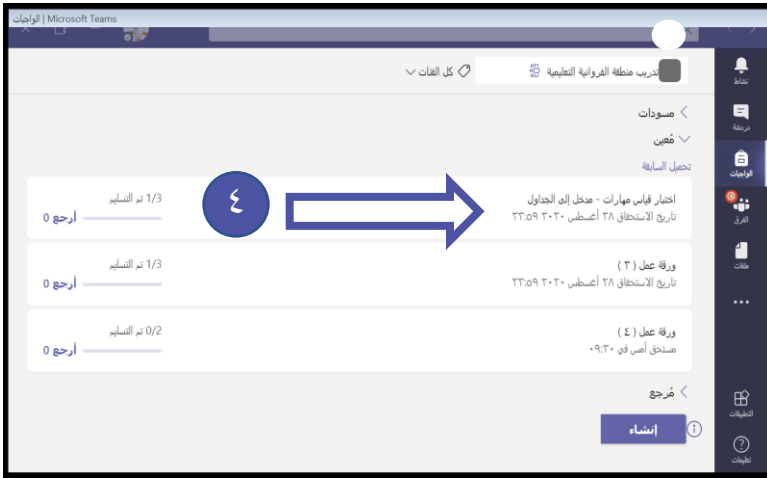 الواجبات | Microsoft Teams
تدريب منطقة الفروانية التعليمية
كل الفئات
نشاط
دردشة
الواجبات
الفرق
ملفات
مسودات
مُعين
تحميل السابقة
اختبار قياس مهارات - مدخل إلى الجداول
تاريخ الاستحقاق ٢٨ أغسطس ٢٠٢٠ ٢٣:٥٩
1/3 تم التسليم
أرجع 0
٤
ورقة عمل ( ٣ )
تاريخ الاستحقاق ٢٨ أغسطس ٢٠٢٠ ٢٣:٥٩
1/3 تم التسليم
أرجع 0
ورقة عمل ( ٤ )
مستحق أمس في ٠٩:٣٠
0/2 تم التسليم
أرجع 0
مُرجع
إنشاء
التطبيقات
تعليمات